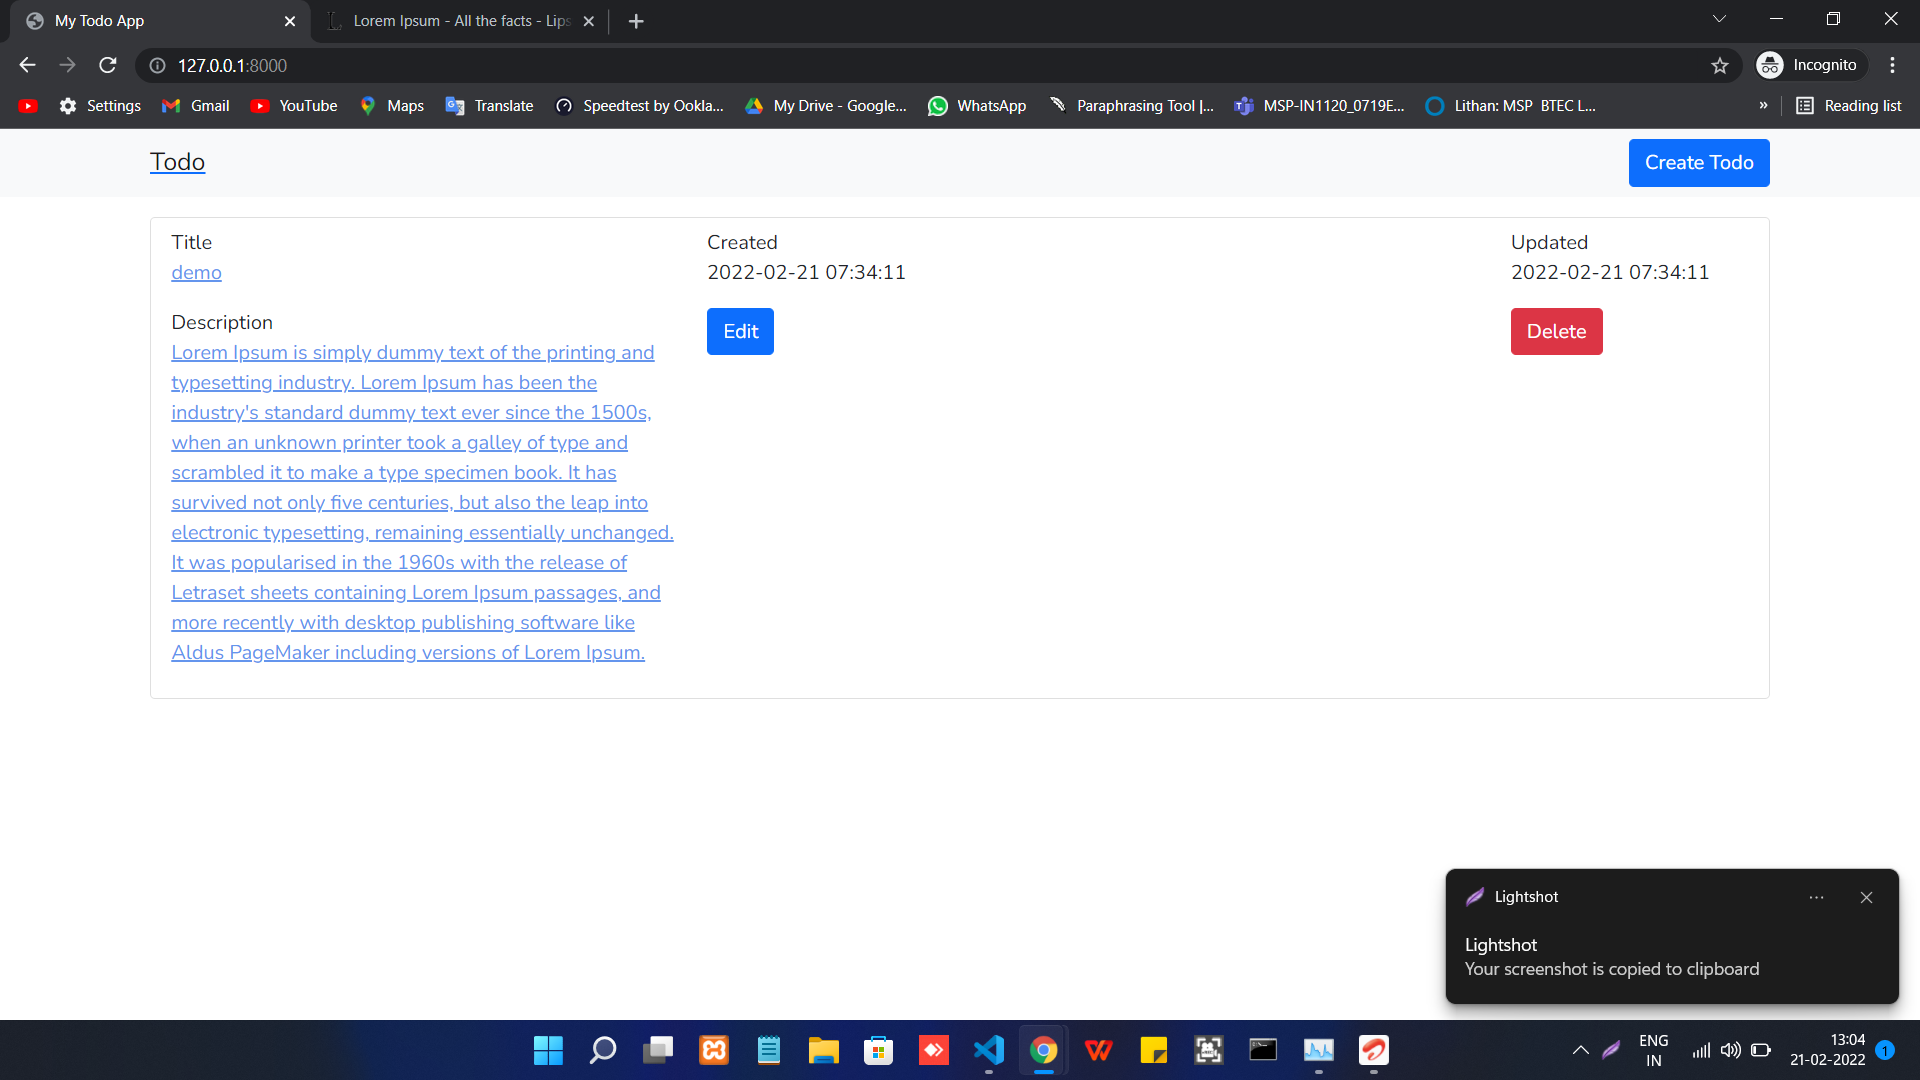 My Todo App
Lorem Ipsum - All the facts - Lips
127.0.0.1:8000
Incognito
Settings
Gmail
YouTube
Maps
Translate
Speedtest by Ookla...
My Drive - Google...
WhatsApp
Paraphrasing Tool |...
MSP-IN1120_0719E...
Lithan: MSP BTEC L...
»
Reading list
Todo
Create Todo
Title
demo
Created
2022-02-21 07:34:11
Updated
2022-02-21 07:34:11
Edit
Delete
Description
Lorem Ipsum is simply dummy text of the printing and
typesetting industry. Lorem Ipsum has been the
industry's standard dummy text ever since the 1500s,
when an unknown printer took a galley of type and
scrambled it to make a type specimen book. It has
survived not only five centuries, but also the leap into
electronic typesetting, remaining essentially unchanged.
It was popularised in the 1960s with the release of
Letraset sheets containing Lorem Ipsum passages, and
more recently with desktop publishing software like
Aldus PageMaker including versions of Lorem Ipsum.
Lightshot
Lightshot
Your screenshot is copied to clipboard
ENG
IN
13:04
21-02-2022
1